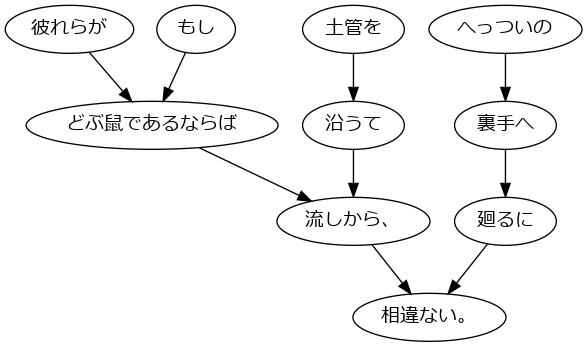 彼れらが
もし
土管を
へっついの
どぶ鼠であるならば
沿うて
裏手へ
流しから、
廻るに
相違ない。